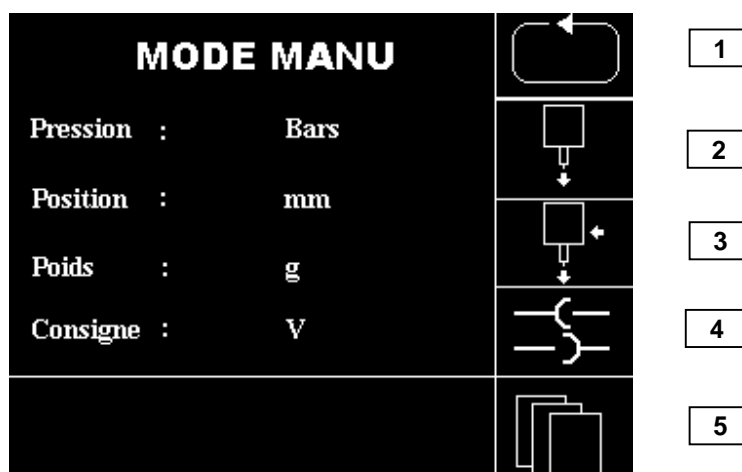 MODE MANU
Pression : Bars
Position : mm
Poids : g
Consigne : V
1
2
3
4
5